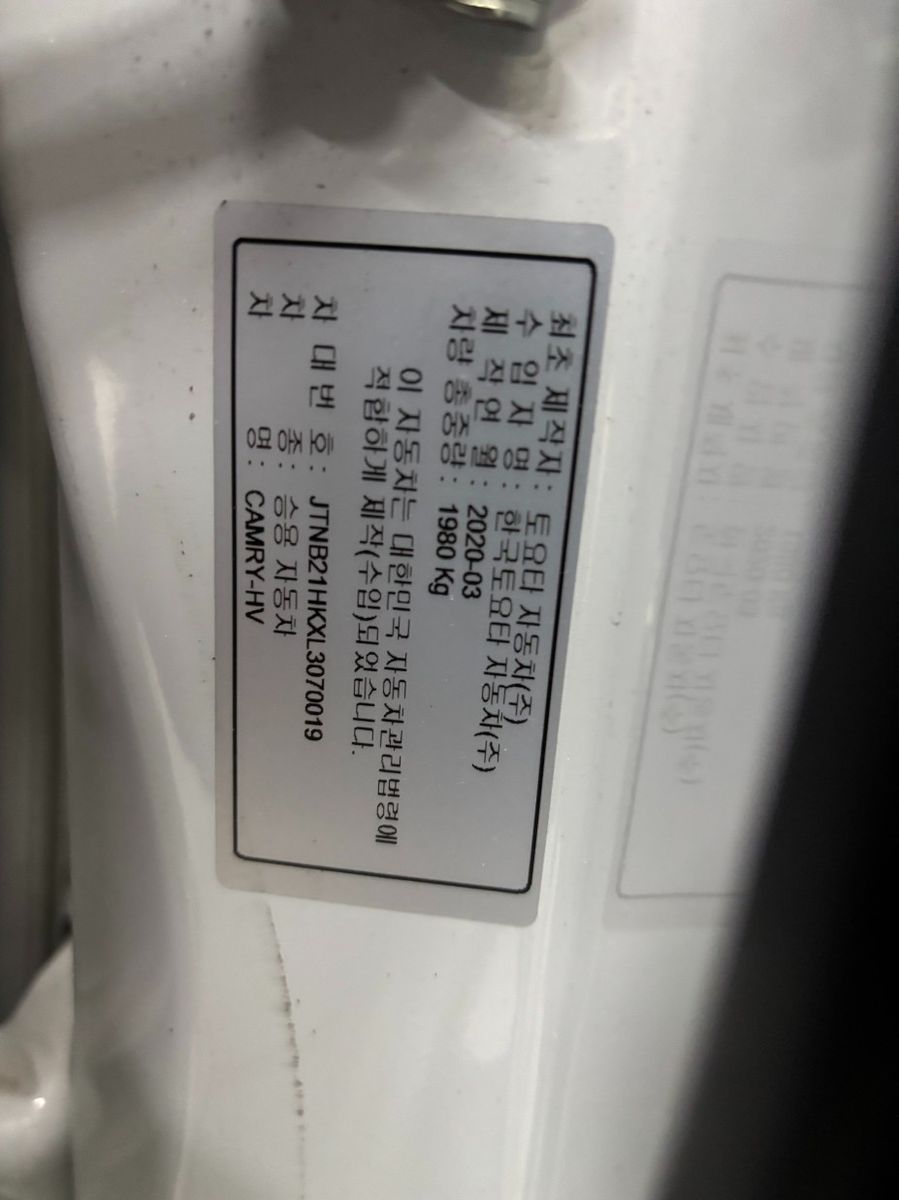 최초 제작자: 토요타 자동차(주)
수 입 자 명: 한국토요타 자동차(주)
제 작 연 월: 2020-03
차량 총중량: 1980 Kg
이 자동차는 대한민국 자동차관리법령에
적합하게 제작(수입)되었습니다.
차 대 번 호: JTNB21HKXL3070019
차 종: 승용 자동차
차 명: CAMRY-HV